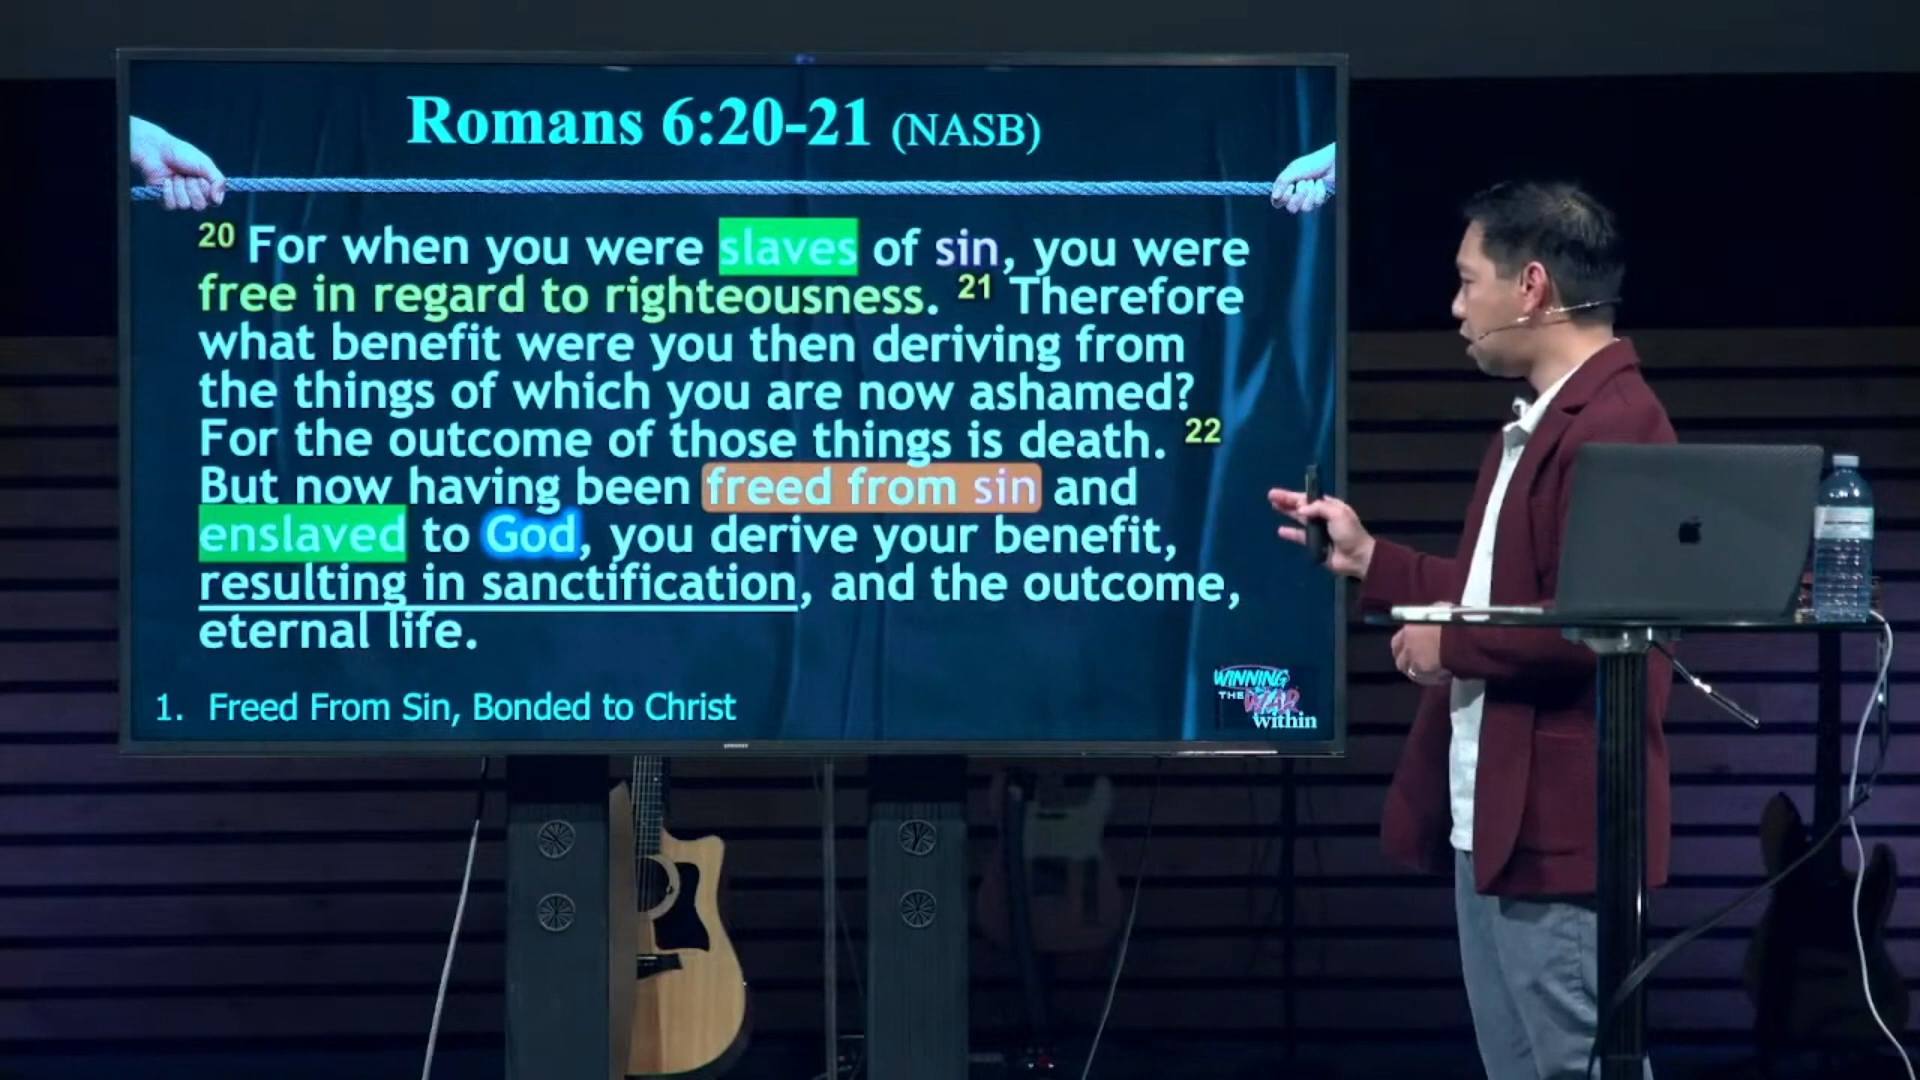 Romans 6:20-21 (NASB)
20 For when you were slaves of sin, you were
free in regard to righteousness. 21 Therefore
what benefit were you then deriving from
the things of which you are now ashamed?
For the outcome of those things is death. 22
But now having been freed from sin and
enslaved to God, you derive your benefit,
resulting in sanctification, and the outcome,
eternal life.
1. Freed From Sin, Bonded to Christ
WINNING
THE WAR
within
SAMSUNG